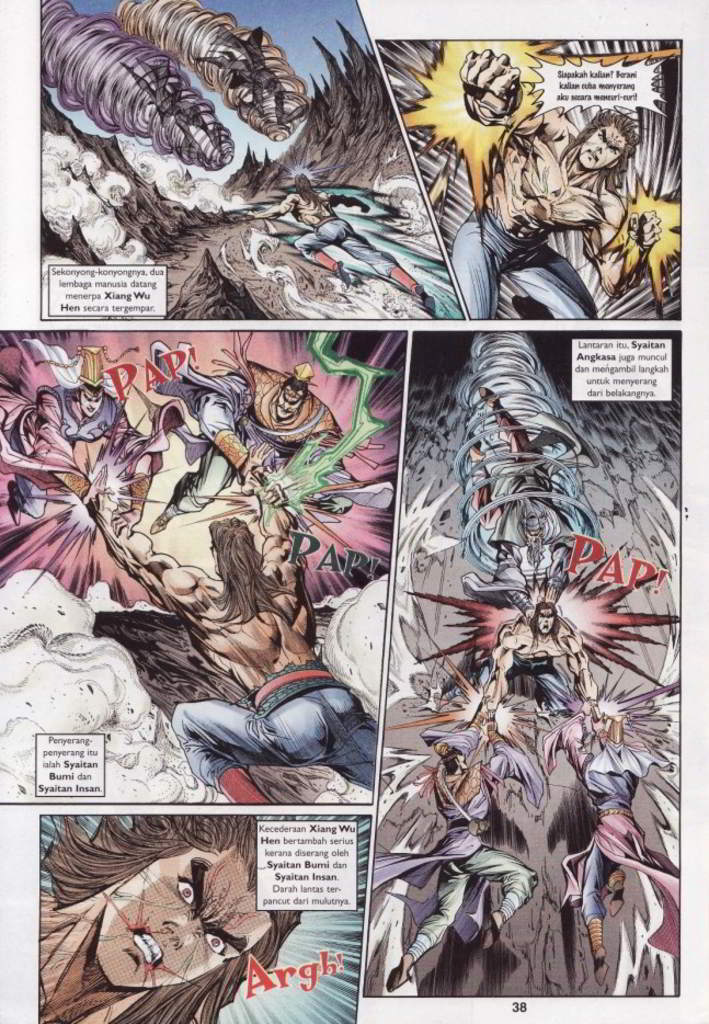 Sekonyong-konyongnya, dua
lembaga manusia datang
menerpa Xiang Wu
Hen secara tergempar.
Siapakah kalian? Berani
kalian cuba menyerang
aku secara mencuri-curi!
PAP!
PAP!
Penyerang-
penyerang itu
ialah Syaitan
Bumi dan
Syaitan Insan.
Lantaran itu, Syaitan
Angkasa juga muncul
dan mengambil langkah
untuk menyerang
dari belakangnya.
PAP!
Kecederaan Xiang Wu
Hen bertambah serius
kerana diserang oleh
Syaitan Bumi dan
Syaitan Insan.
Darah lantas ter-
pancut dari mulutnya.
Argh!
38